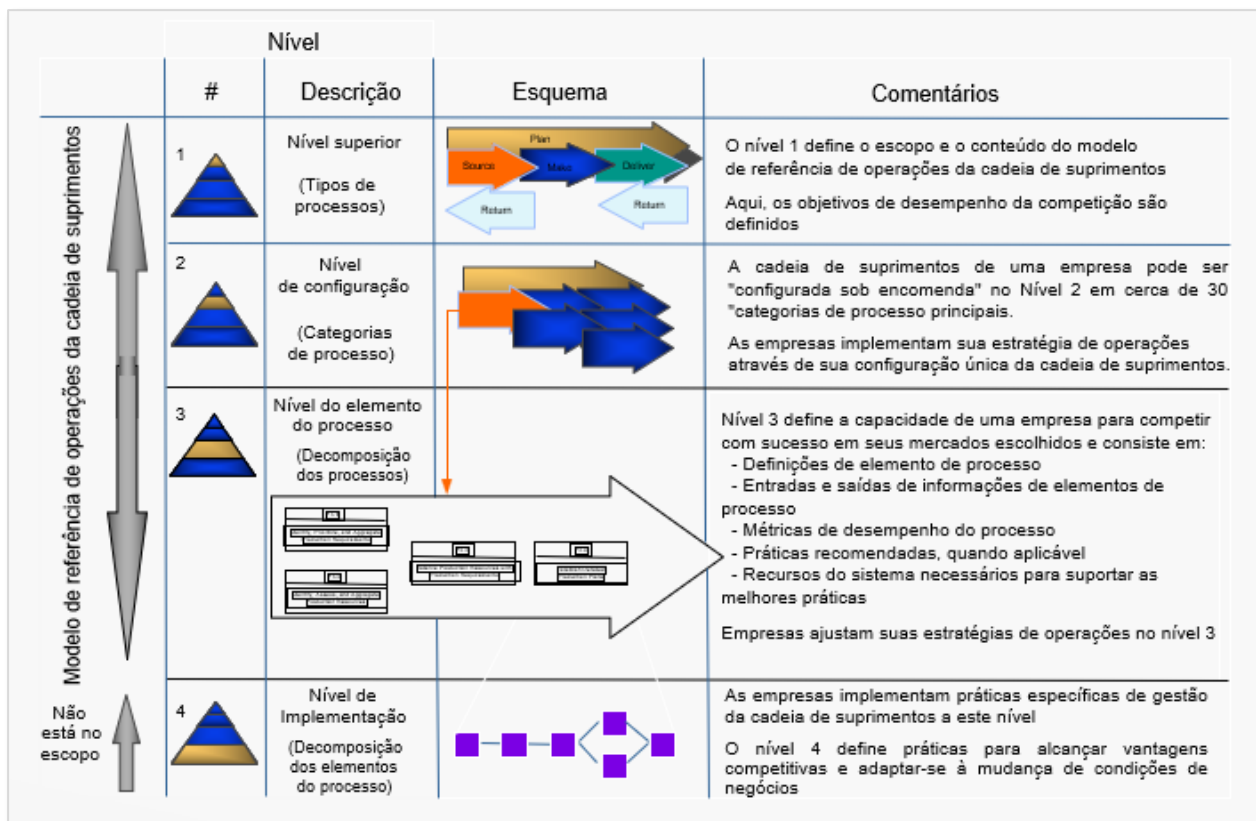 Nível
#
Descrição
Esquema
Comentários
Modelo de referência de operações da cadeia de suprimentos
1
Nível superior
(Tipos de
processos)
Plan
Source
Make
Deliver
Return
Return
O nível 1 define o escopo e o conteúdo do modelo
de referência de operações da cadeia de suprimentos
Aqui, os objetivos de desempenho da competição são
definidos
2
Nível
de configuração
(Categorias
de processo)
A cadeia de suprimentos de uma empresa pode ser
"configurada sob encomenda" no Nível 2 em cerca de 30
"categorias de processo principais.
As empresas implementam sua estratégia de operações
através de sua configuração única da cadeia de suprimentos.
3
Nível do elemento
do processo
(Decomposição
dos processos)
Nível 3 define a capacidade de uma empresa para competir
com sucesso em seus mercados escolhidos e consiste em:
- Definições de elemento de processo
- Entradas e saídas de informações de elementos de
processo
- Métricas de desempenho do processo
- Práticas recomendadas, quando aplicável
- Recursos do sistema necessários para suportar as
melhores práticas
Empresas ajustam suas estratégias de operações no nível 3
Não
está no
escopo
4
Nível de
Implementação
(Decomposição
dos elementos
do processo)
As empresas implementam práticas específicas de gestão
da cadeia de suprimentos a este nível
O nível 4 define práticas para alcançar vantagens
competitivas e adaptar-se à mudança de condições de
negócios